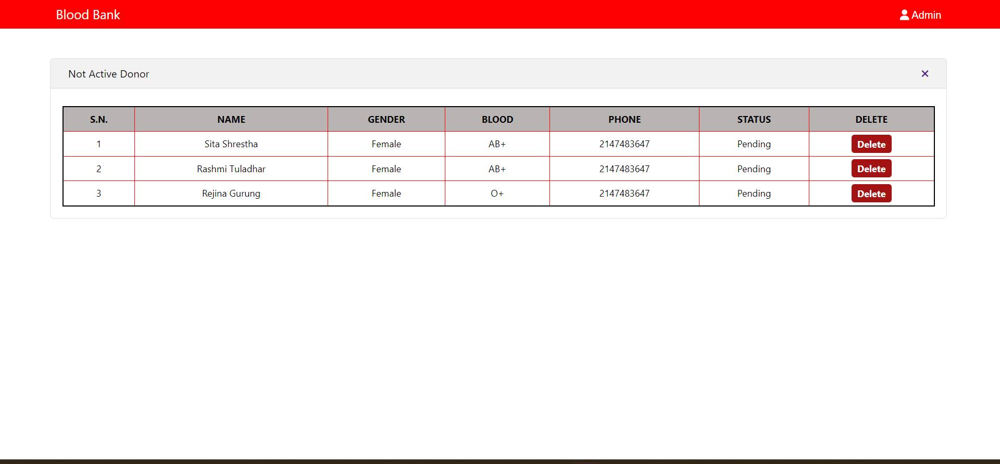 Blood Bank Admin
Not Active Donor ×
S.N. NAME GENDER BLOOD PHONE STATUS DELETE
1 Sita Shrestha Female AB+ 2147483647 Pending Delete
2 Rashmi Tuladhar Female AB+ 2147483647 Pending Delete
3 Rejina Gurung Female O+ 2147483647 Pending Delete